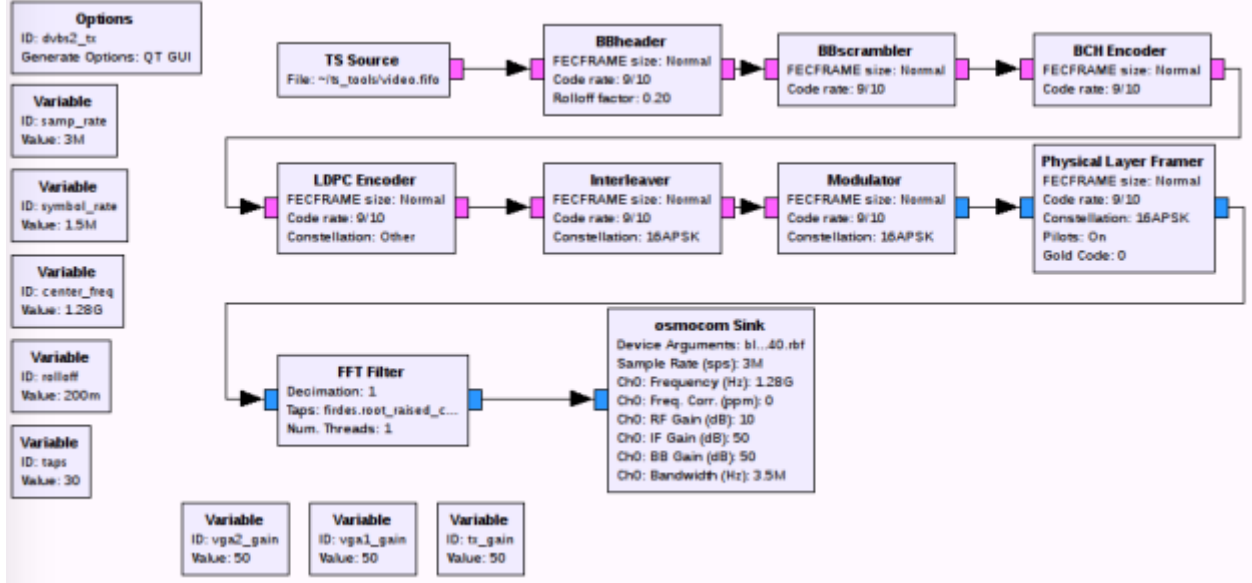 Options
ID: dvbs2_tx
Generate Options: QT GUI
Variable
ID: samp_rate
Value: 3M
Variable
ID: symbol_rate
Value: 1.5M
Variable
ID: center_freq
Value: 1.28G
Variable
ID: rolloff
Value: 200m
Variable
ID: taps
Value: 30
TS Source
File: ~/ts_tools/video.fifo
BBheader
FECFRAME size: Normal
Code rate: 9/10
Rolloff factor: 0.20
BBscrambler
FECFRAME size: Normal
Code rate: 9/10
BCH Encoder
FECFRAME size: Normal
Code rate: 9/10
LDPC Encoder
FECFRAME size: Normal
Code rate: 9/10
Constellation: Other
Interleaver
FECFRAME size: Normal
Code rate: 9/10
Constellation: 16APSK
Modulator
FECFRAME size: Normal
Code rate: 9/10
Constellation: 16APSK
Physical Layer Framer
FECFRAME size: Normal
Code rate: 9/10
Constellation: 16APSK
Pilots: On
Gold Code: 0
FFT Filter
Decimation: 1
Taps: firdes.root_raised_c...
Num. Threads: 1
osmocom Sink
Device Arguments: bl...40.rbf
Sample Rate (sps): 3M
Ch0: Frequency (Hz): 1.28G
Ch0: Freq. Corr. (ppm): 0
Ch0: RF Gain (dB): 10
Ch0: IF Gain (dB): 50
Ch0: BB Gain (dB): 50
Ch0: Bandwidth (Hz): 3.5M
Variable
ID: vga2_gain
Value: 50
Variable
ID: vga1_gain
Value: 50
Variable
ID: tx_gain
Value: 50